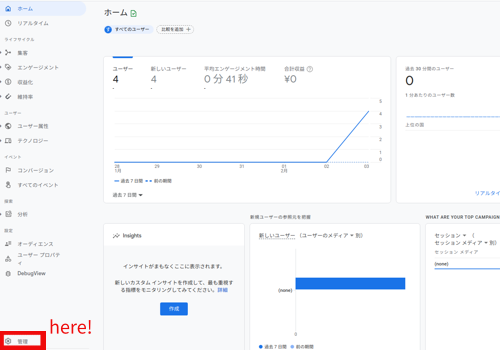 ホーム
リアルタイム
ライフサイクル
集客
エンゲージメント
収益化
維持率
ユーザー
ユーザー属性
テクノロジー
イベント
コンバージョン
すべてのイベント
探索
分析
設定
オーディエンス
ユーザー プロパティ
DebugView
管理
here!
ホーム
すべてのユーザー
比較を追加 +
ユーザー
4
新しいユーザー
4
平均エンゲージメント時間
0 分 41 秒
合計収益
¥0
5
4
3
2
1
0
28
1月
29
30
31
01
2月
02
03
過去 7 日間
前の期間
過去 7 日間
過去 30 分間のユーザー
0
1 分あたりのユーザー数
上位の国
リアルタイ
Insights
インサイトがまもなくここに表示されます。
新しいカスタム インサイトを作成して、最も重視する指標をモニタリングしてみてください。詳細
作成
新規ユーザーの参照元を把握
新しいユーザー (ユーザーのメディア 別)
(none)
0
過去 7 日間
前の期間
WHAT ARE YOUR TOP CAMPAIGN
セッション (
セッション メディア 別)
セッション メディア
(none)